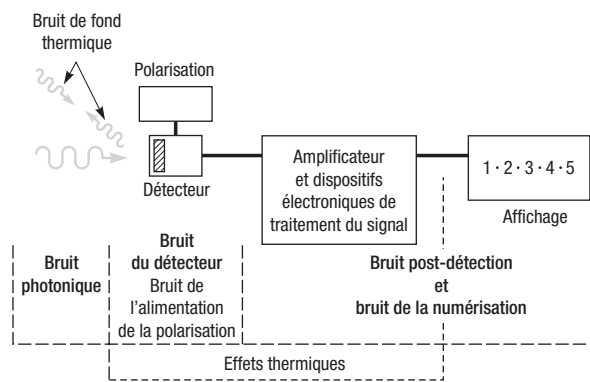 Bruit de fond
thermique
Polarisation
Détecteur
Amplificateur
et dispositifs
électroniques de
traitement du signal
1·2·3·4·5
Affichage
Bruit
photonique
Bruit
du détecteur
Bruit de
l'alimentation
de la polarisation
Bruit post-détection
et
bruit de la numérisation
Effets thermiques